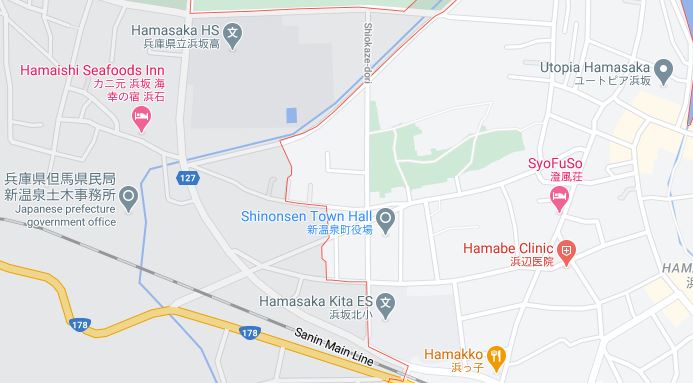 Hamasaka HS
兵庫県立浜坂高
Shiokaze-dori
Hamaishi Seafoods Inn
カニ元 浜坂 海
幸の宿 浜石
Utopia Hamasaka
ユートピア浜坂
兵庫県但馬県民局
新温泉土木事務所
Japanese prefecture
government office
127
SyoFuSo
澄風荘
Shinonsen Town Hall
新温泉町役場
Hamabe Clinic
浜辺医院
HAM
浜
Hamasaka Kita ES
浜坂北小
178
178
Sanin Main Line
Hamakko
浜っ子